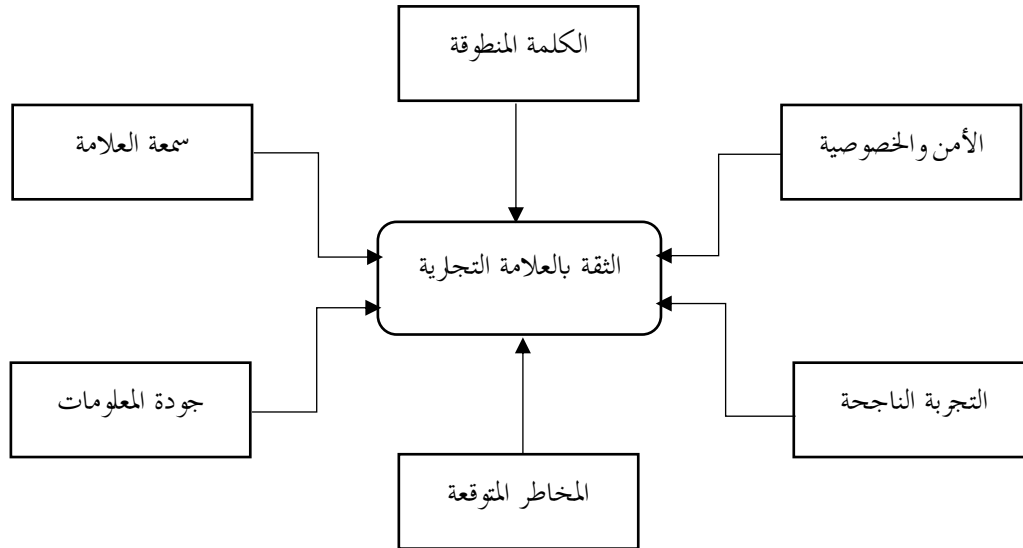 الكلمة المنطوقة
الأمن والخصوصية
سمعة العلامة
الثقة بالعلامة التجارية
التجربة الناجحة
جودة المعلومات
المخاطر المتوقعة